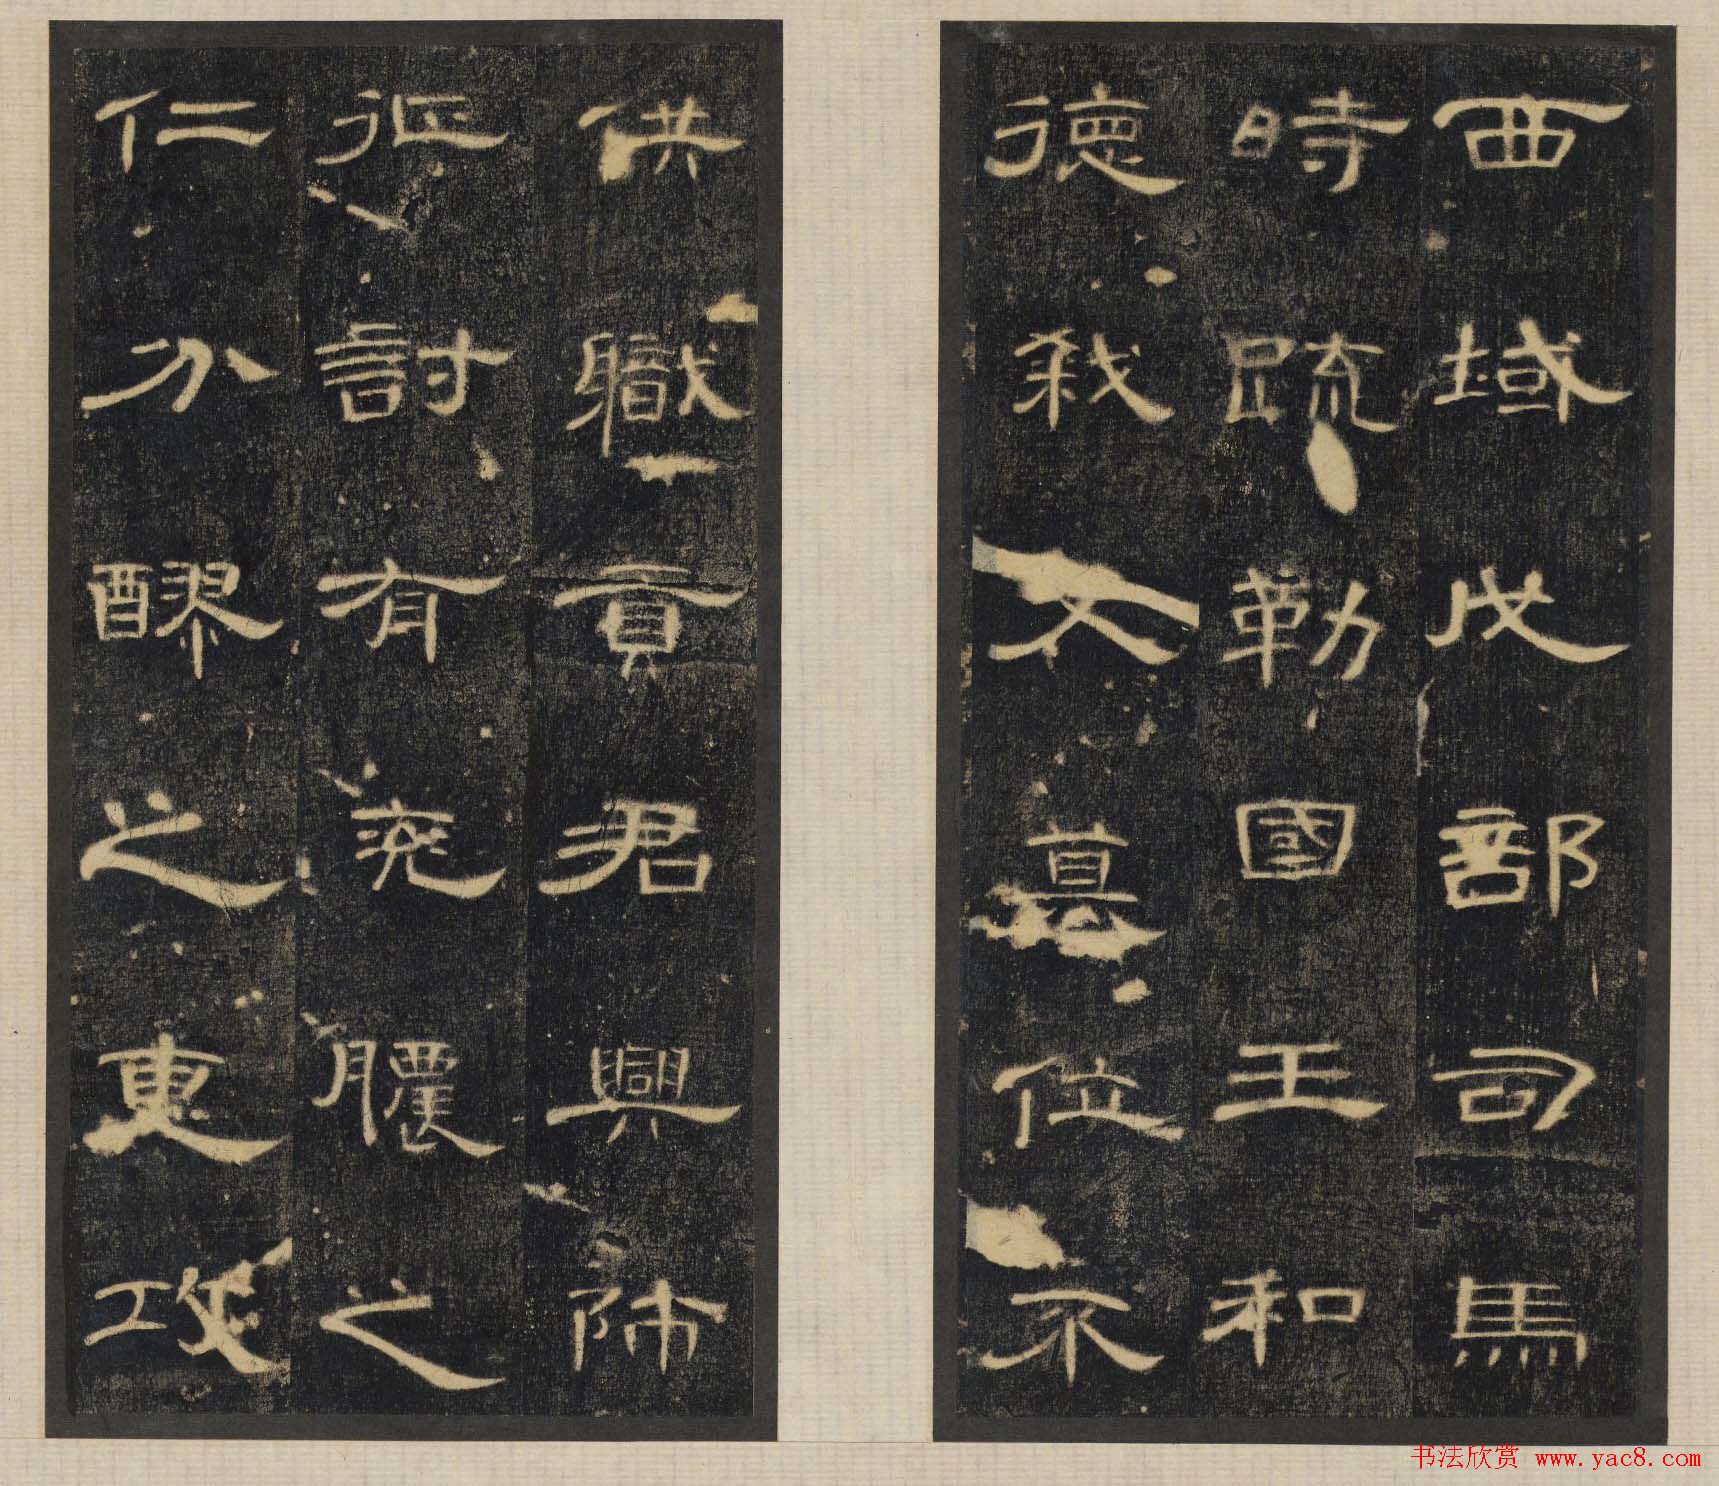 西域戊部司馬
時疏勒國王和
德弒父篡位不
供職貢君興師
征討有兖膿之
仁分醪之惠攻
书法欣赏 www.yac8.com